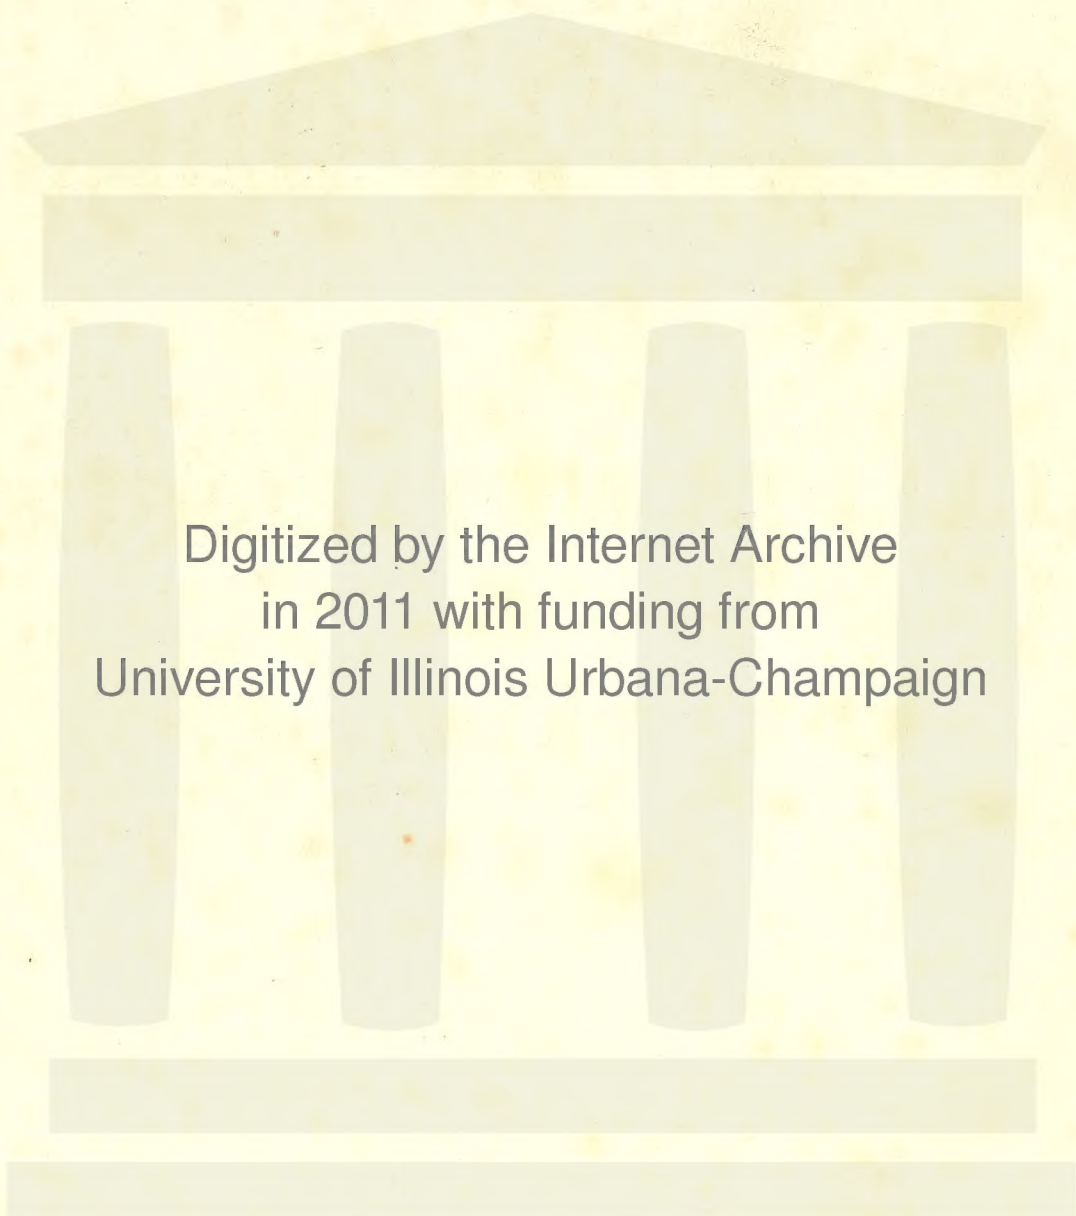 Digitized by the Internet Archive
in 2011 with funding from
University of Illinois Urbana-Champaign